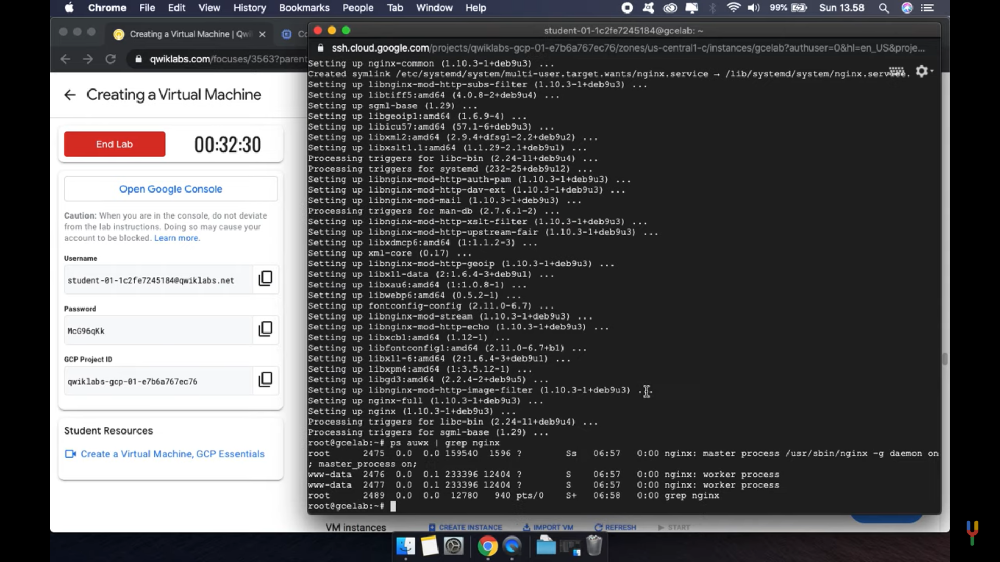 Chrome File Edit View History Bookmarks People Tab Window Help 99% Sun 13.58
student-01-1c2fe7245184@gcelab: ~
Creating a Virtual Machine | Qwi
Co
ssh.cloud.google.com/projects/qwiklabs-gcp-01-e7b6a767ec76/zones/us-central1-c/instances/gcelab?authuser=0&hl=en_US&proje...
qwiklabs.com/focuses/3563?parent
Creating a Virtual Machine
End Lab
00:32:30
Open Google Console
Caution: When you are in the console, do not deviate
from the lab instructions. Doing so may cause your
account to be blocked. Learn more.
Username
student-01-1c2fe7245184@qwiklabs.net
Password
McG96qKk
GCP Project ID
qwiklabs-gcp-01-e7b6a767ec76
Student Resources
Create a Virtual Machine, GCP Essentials
Setting up nginx-common (1.10.3-1+deb9u3) ...
Created symlink /etc/systemd/system/multi-user.target.wants/nginx.service → /lib/systemd/system/nginx.service.
Setting up libnginx-mod-http-subs-filter (1.10.3-1+deb9u3) ...
Setting up libtiff5:amd64 (4.0.8-2+deb9u4) ...
Setting up sgml-base (1.29) ...
Setting up libgeoip1:amd64 (1.6.9-4) ...
Setting up libicu57:amd64 (57.1-6+deb9u3) ...
Setting up libxml2:amd64 (2.9.4+dfsg1-2.2+deb9u2) ...
Setting up libxslt1.1:amd64 (1.1.29-2.1+deb9u1) ...
Processing triggers for libc-bin (2.24-11+deb9u4) ...
Processing triggers for systemd (232-25+deb9u12) ...
Setting up libnginx-mod-http-auth-pam (1.10.3-1+deb9u3) ...
Setting up libnginx-mod-http-dav-ext (1.10.3-1+deb9u3) ...
Setting up libnginx-mod-mail (1.10.3-1+deb9u3) ...
Processing triggers for man-db (2.7.6.1-2) ...
Setting up libnginx-mod-http-xslt-filter (1.10.3-1+deb9u3) ...
Setting up libnginx-mod-http-upstream-fair (1.10.3-1+deb9u3) ...
Setting up libxdmcp6:amd64 (1:1.1.2-3) ...
Setting up xml-core (0.17) ...
Setting up libnginx-mod-http-geoip (1.10.3-1+deb9u3) ...
Setting up libx11-data (2:1.6.4-3+deb9u1) ...
Setting up libxau6:amd64 (1:1.0.8-1) ...
Setting up libwebp6:amd64 (0.5.2-1) ...
Setting up fontconfig-config (2.11.0-6.7) ...
Setting up libnginx-mod-stream (1.10.3-1+deb9u3) ...
Setting up libnginx-mod-http-echo (1.10.3-1+deb9u3) ...
Setting up libxcb1:amd64 (1.12-1) ...
Setting up libfontconfig1:amd64 (2.11.0-6.7+b1) ...
Setting up libx11-6:amd64 (2:1.6.4-3+deb9u1) ...
Setting up libxpm4:amd64 (1:3.5.12-1) ...
Setting up libgd3:amd64 (2.2.4-2+deb9u5) ...
Setting up libnginx-mod-http-image-filter (1.10.3-1+deb9u3) ...
Setting up nginx-full (1.10.3-1+deb9u3) ...
Setting up nginx (1.10.3-1+deb9u3) ...
Processing triggers for libc-bin (2.24-11+deb9u4) ...
Processing triggers for sgml-base (1.29) ...
root@gcelab:~# ps auwx | grep nginx
root 2475 0.0 0.0 159540 1596 ? Ss 06:57 0:00 nginx: master process /usr/sbin/nginx -g daemon on
; master_process on;
www-data 2476 0.0 0.1 233396 12404 ? S 06:57 0:00 nginx: worker process
www-data 2477 0.0 0.1 233396 12404 ? S 06:57 0:00 nginx: worker process
root 2489 0.0 0.0 12780 940 pts/0 S+ 06:58 0:00 grep nginx
root@gcelab:~#
VM instances CREATE INSTANCE IMPORT VM REFRESH START